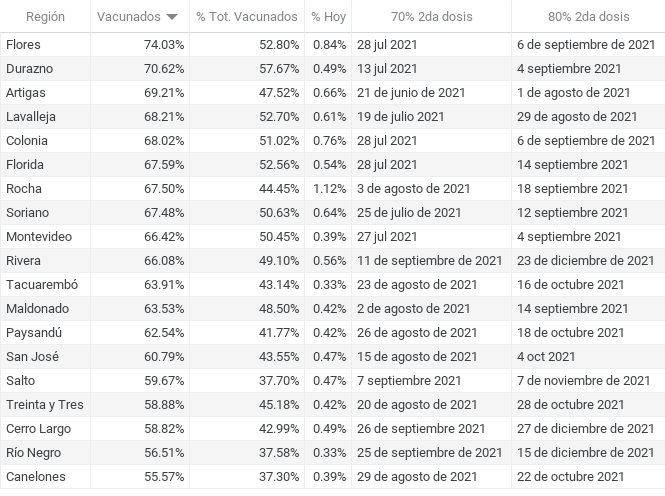 Región Vacunados % Tot. Vacunados % Hoy 70% 2da dosis 80% 2da dosis
Flores 74.03% 52.80% 0.84% 28 jul 2021 6 de septiembre de 2021
Durazno 70.62% 57.67% 0.49% 13 jul 2021 4 septiembre 2021
Artigas 69.21% 47.52% 0.66% 21 de junio de 2021 1 de agosto de 2021
Lavalleja 68.21% 52.70% 0.61% 19 de julio 2021 29 de agosto de 2021
Colonia 68.02% 51.02% 0.76% 28 jul 2021 6 de septiembre de 2021
Florida 67.59% 52.56% 0.54% 28 jul 2021 14 septiembre 2021
Rocha 67.50% 44.45% 1.12% 3 de agosto de 2021 18 septiembre 2021
Soriano 67.48% 50.63% 0.64% 25 de julio de 2021 12 septiembre 2021
Montevideo 66.42% 50.45% 0.39% 27 jul 2021 4 septiembre 2021
Rivera 66.08% 49.10% 0.56% 11 de septiembre de 2021 23 de diciembre de 2021
Tacuarembó 63.91% 43.14% 0.33% 23 de agosto de 2021 16 de octubre 2021
Maldonado 63.53% 48.50% 0.42% 2 de agosto de 2021 14 septiembre 2021
Paysandú 62.54% 41.77% 0.42% 26 de agosto de 2021 18 de octubre 2021
San José 60.79% 43.55% 0.47% 15 de agosto de 2021 4 oct 2021
Salto 59.67% 37.70% 0.47% 7 septiembre 2021 7 de noviembre de 2021
Treinta y Tres 58.88% 45.18% 0.42% 20 de agosto de 2021 28 de octubre 2021
Cerro Largo 58.82% 42.99% 0.49% 26 de septiembre 2021 27 de diciembre de 2021
Río Negro 56.51% 37.58% 0.33% 25 de septiembre de 2021 15 de diciembre de 2021
Canelones 55.57% 37.30% 0.39% 29 de agosto de 2021 22 de octubre 2021